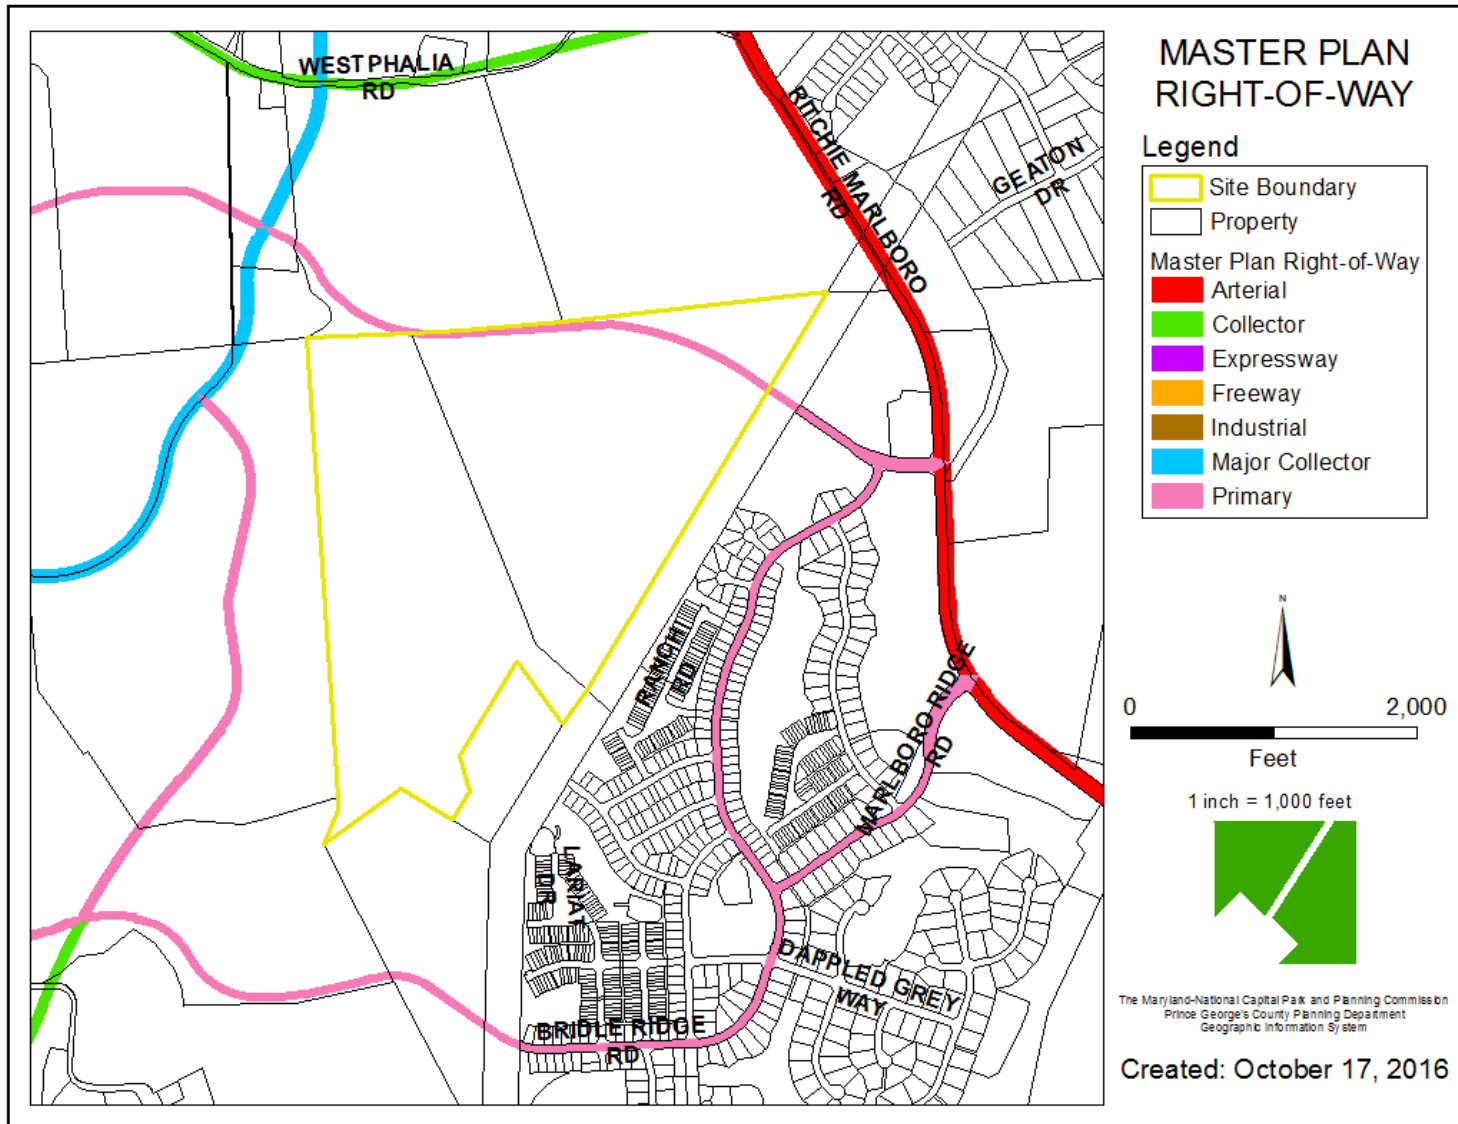 MASTER PLAN
RIGHT-OF-WAY
Legend
Site Boundary
Property
Master Plan Right-of-Way
Arterial
Collector
Expressway
Freeway
Industrial
Major Collector
Primary
WESTPHALIA
RD
RITCHIE MARLBORO
RD
GEATON
DR
RANCH
RD
MARLBORO RIDGE
RD
LARIAT
DR
DAPPLED GREY
WAY
BRIDLE RIDGE
RD
N
0 2,000
Feet
1 inch = 1,000 feet
The Maryland-National Capital Park and Planning Commission
Prince George's County Planning Department
Geographic Information System
Created: October 17, 2016